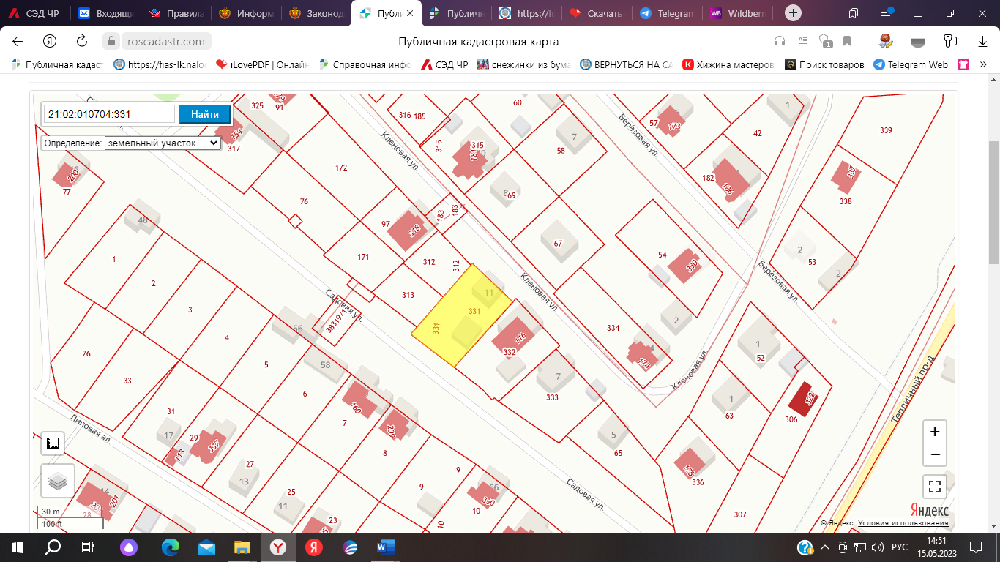 СЭД ЧР Входящи Правила Информ Законод Публи Публичн https://fi Скачать Telegram Wildberr
roscadastr.com Публичная кадастровая карта
Публичная кадаст https://fias-lk.nalog iLovePDF | Онлайн Справочная инфо СЭД ЧР снежинки из бума ВЕРНУТЬСЯ НА СА Хижина мастеров Поиск товаров Telegram Web »
21:02:010704:331 Найти
Определение: земельный участок
325 91 154 317
316 185 60 57 173 1
Берёзовая ул.
42 339
Кленовая ул.
315 315 181 7 58
200 77 172 182 186 337 338
76 8 69
48 97 318 183 183
1 171 312 312 67 54 330 2 53 2
Кленовая ул.
Берёзовая ул.
2 313 11
Садовая ул.
3 331 331
56 38319/1
4 116 332 334 2
76 58 5 174 1 52
33 6 7 333
Кленовая ул.
31 160 1 63 322 306
Липовая ал.
7 209
17 29 337 118 8 5 65
27 13 175 336
Тепличный пр-д
25 11 9 9 66 330 10
Садовая ул.
14 201 28 23 10 307
30 m
100 ft
+
−
Яндекс
© Яндекс Условия использования
РУС 14:51
15.05.2023